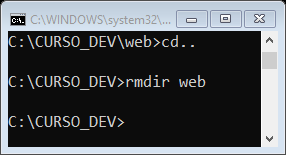 C:\WINDOWS\system32\...
C:\CURSO_DEV\web>cd..
C:\CURSO_DEV>rmdir web
C:\CURSO_DEV>